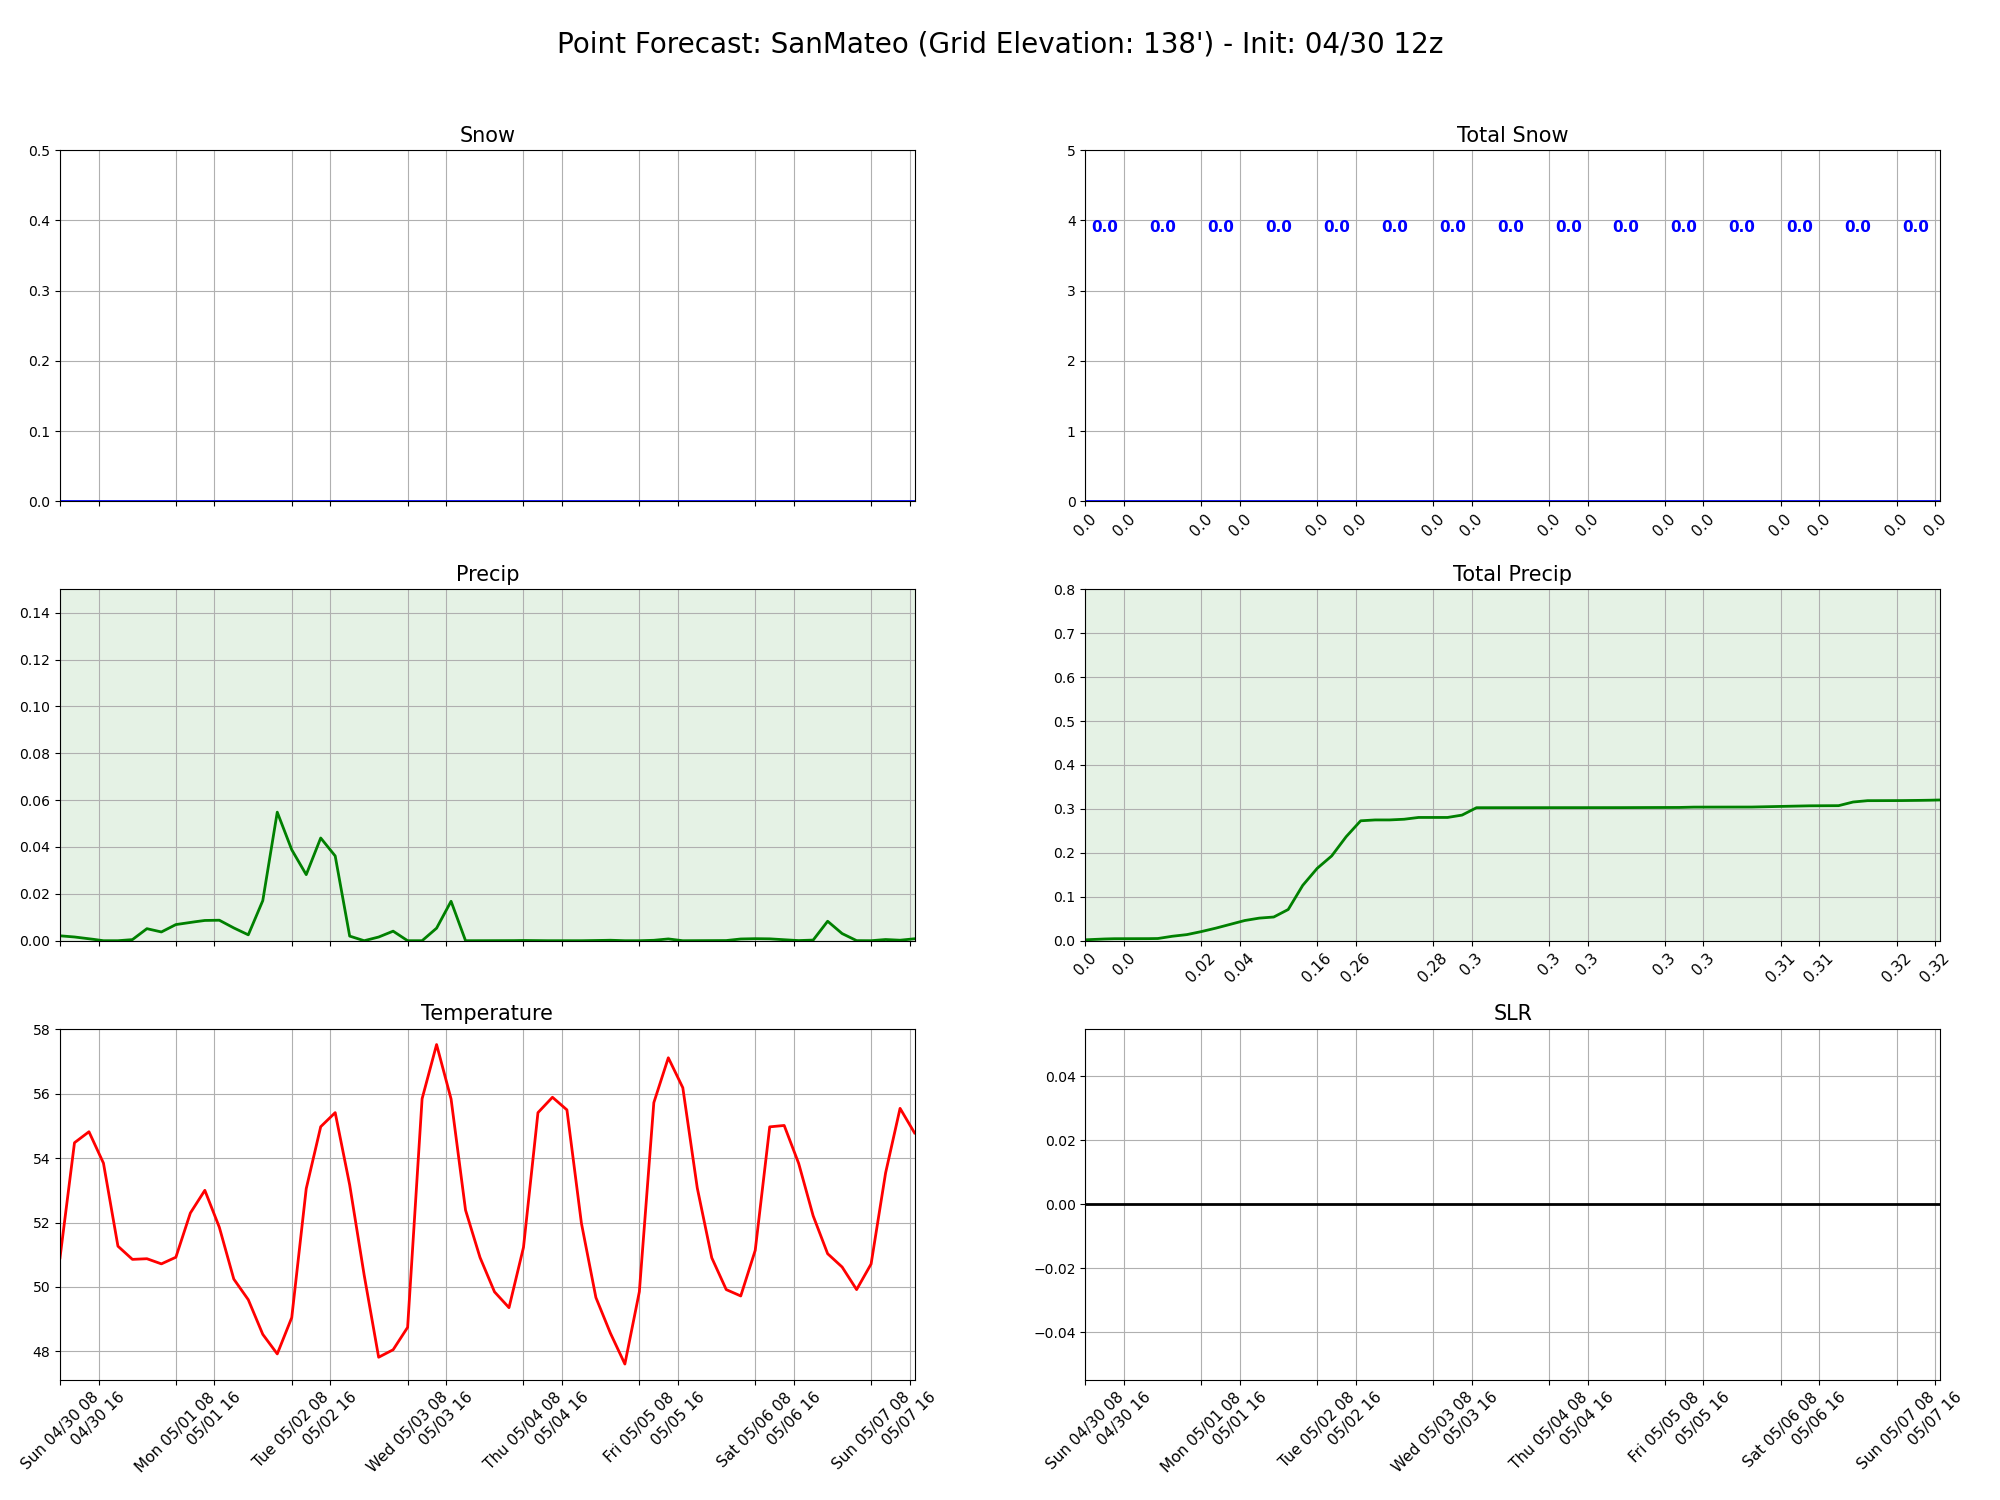 Point Forecast: SanMateo (Grid Elevation: 138') - Init: 04/30 12z
Snow
0.5
0.4
0.3
0.2
0.1
0.0
Total Snow
5
4
3
2
1
0
0.0 0.0 0.0 0.0 0.0 0.0 0.0 0.0 0.0 0.0 0.0 0.0 0.0 0.0 0.0
0.0 0.0 0.0 0.0 0.0 0.0 0.0 0.0 0.0 0.0 0.0 0.0 0.0 0.0 0.0 0.0
Precip
0.14
0.12
0.10
0.08
0.06
0.04
0.02
0.00
Total Precip
0.8
0.7
0.6
0.5
0.4
0.3
0.2
0.1
0.0
0.0 0.0 0.02 0.04 0.16 0.26 0.28 0.3 0.3 0.3 0.3 0.3 0.31 0.31 0.32 0.32
Temperature
58
56
54
52
50
48
Sun 04/30 08
04/30 16
Mon 05/01 08
05/01 16
Tue 05/02 08
05/02 16
Wed 05/03 08
05/03 16
Thu 05/04 08
05/04 16
Fri 05/05 08
05/05 16
Sat 05/06 08
05/06 16
Sun 05/07 08
05/07 16
SLR
0.04
0.02
0.00
−0.02
−0.04
Sun 04/30 08
04/30 16
Mon 05/01 08
05/01 16
Tue 05/02 08
05/02 16
Wed 05/03 08
05/03 16
Thu 05/04 08
05/04 16
Fri 05/05 08
05/05 16
Sat 05/06 08
05/06 16
Sun 05/07 08
05/07 16